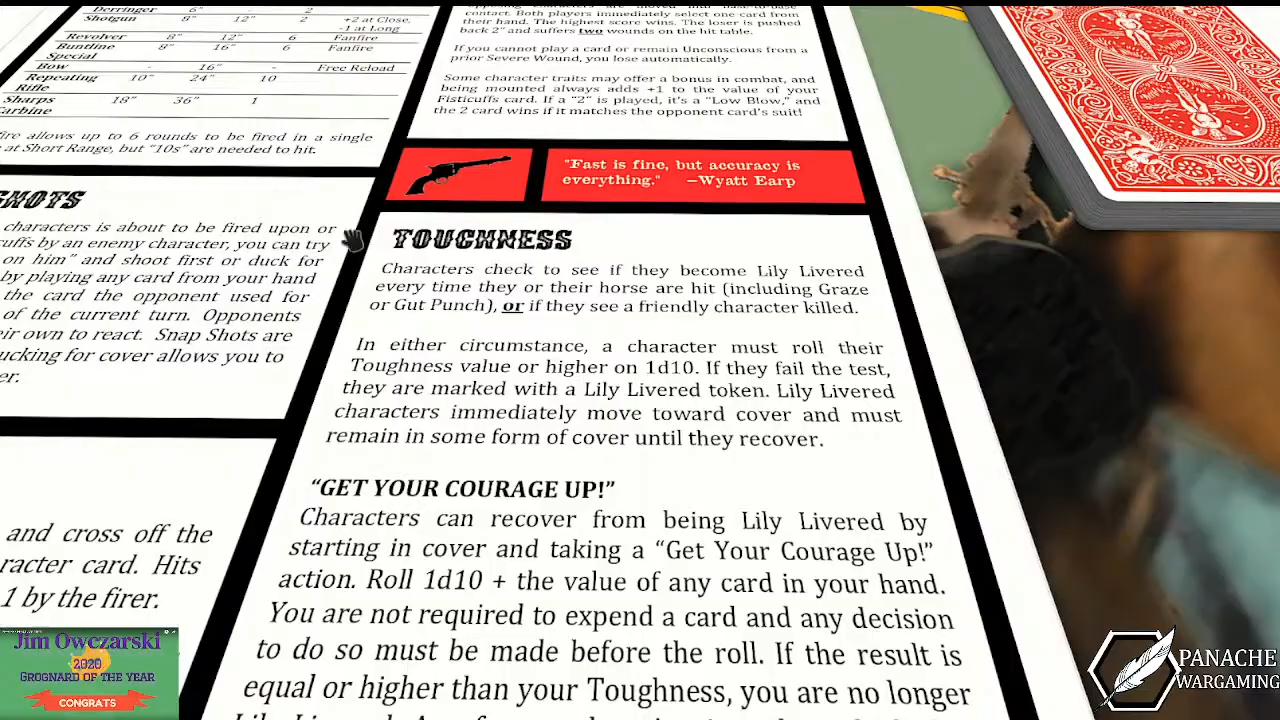 Derringer 6" 2
Shotgun 8" 12" 2 +2 at Close,
-1 at Long
Revolver 8" 12" 6 Fanfire
Buntline 8" 16" 6 Fanfire
Special
Bow - 16" - Free Reload
Repeating 10" 24" 10
Rifle
Sharps 18" 36" 1
Carbine
fire allows up to 6 rounds to be fired in a single
at Short Range, but "10s" are needed to hit.
SHOTS
characters is about to be fired upon or
cuffs by an enemy character, you can try
on him" and shoot first or duck for
by playing any card from your hand
the card the opponent used for
of the current turn. Opponents
eir own to react. Snap Shots are
ucking for cover allows you to
er.
and cross off the
racter card. Hits
1 by the firer.
contact. Both players immediately select one card from
their hand. The highest score wins. The loser is pushed
back 2" and suffers two wounds on the hit table.
If you cannot play a card or remain Unconscious from a
prior Severe Wound, you lose automatically.
Some character traits may offer a bonus in combat, and
being mounted always adds +1 to the value of your
Fisticuffs card. If a "2" is played, it's a "Low Blow," and
the 2 card wins if it matches the opponent card's suit!
"Fast is fine, but accuracy is
everything." —Wyatt Earp
TOUGHNESS
Characters check to see if they become Lily Livered
every time they or their horse are hit (including Graze
or Gut Punch), or if they see a friendly character killed.
In either circumstance, a character must roll their
Toughness value or higher on 1d10. If they fail the test,
they are marked with a Lily Livered token. Lily Livered
characters immediately move toward cover and must
remain in some form of cover until they recover.
"GET YOUR COURAGE UP!"
Characters can recover from being Lily Livered by
starting in cover and taking a "Get Your Courage Up!"
action. Roll 1d10 + the value of any card in your hand.
You are not required to expend a card and any decision
to do so must be made before the roll. If the result is
equal or higher than your Toughness, you are no longer
Jim Owczarski
2020
GROGNARD OF THE YEAR
CONGRATS
PANACHE
WARGAMING